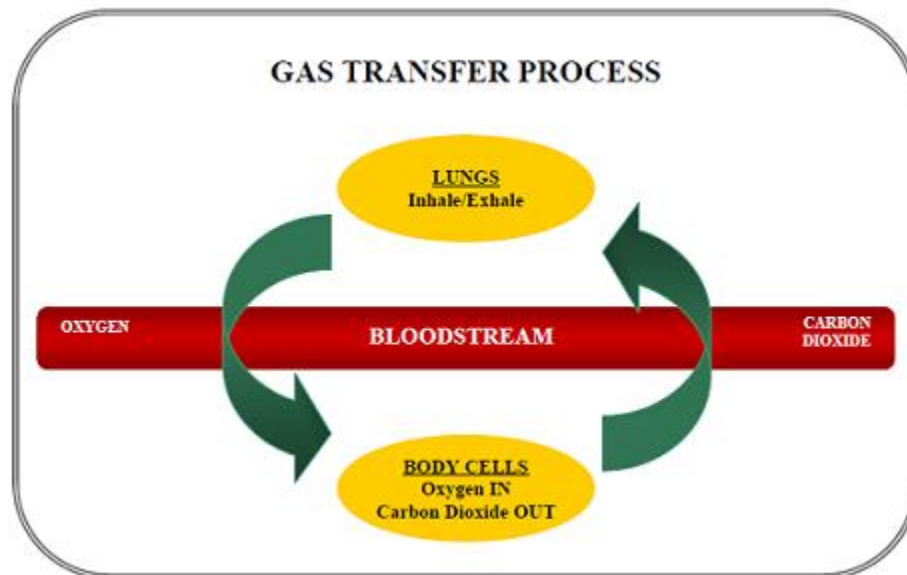 GAS TRANSFER PROCESS
LUNGS
Inhale/Exhale
OXYGEN
BLOODSTREAM
CARBON
DIOXIDE
BODY CELLS
Oxygen IN
Carbon Dioxide OUT